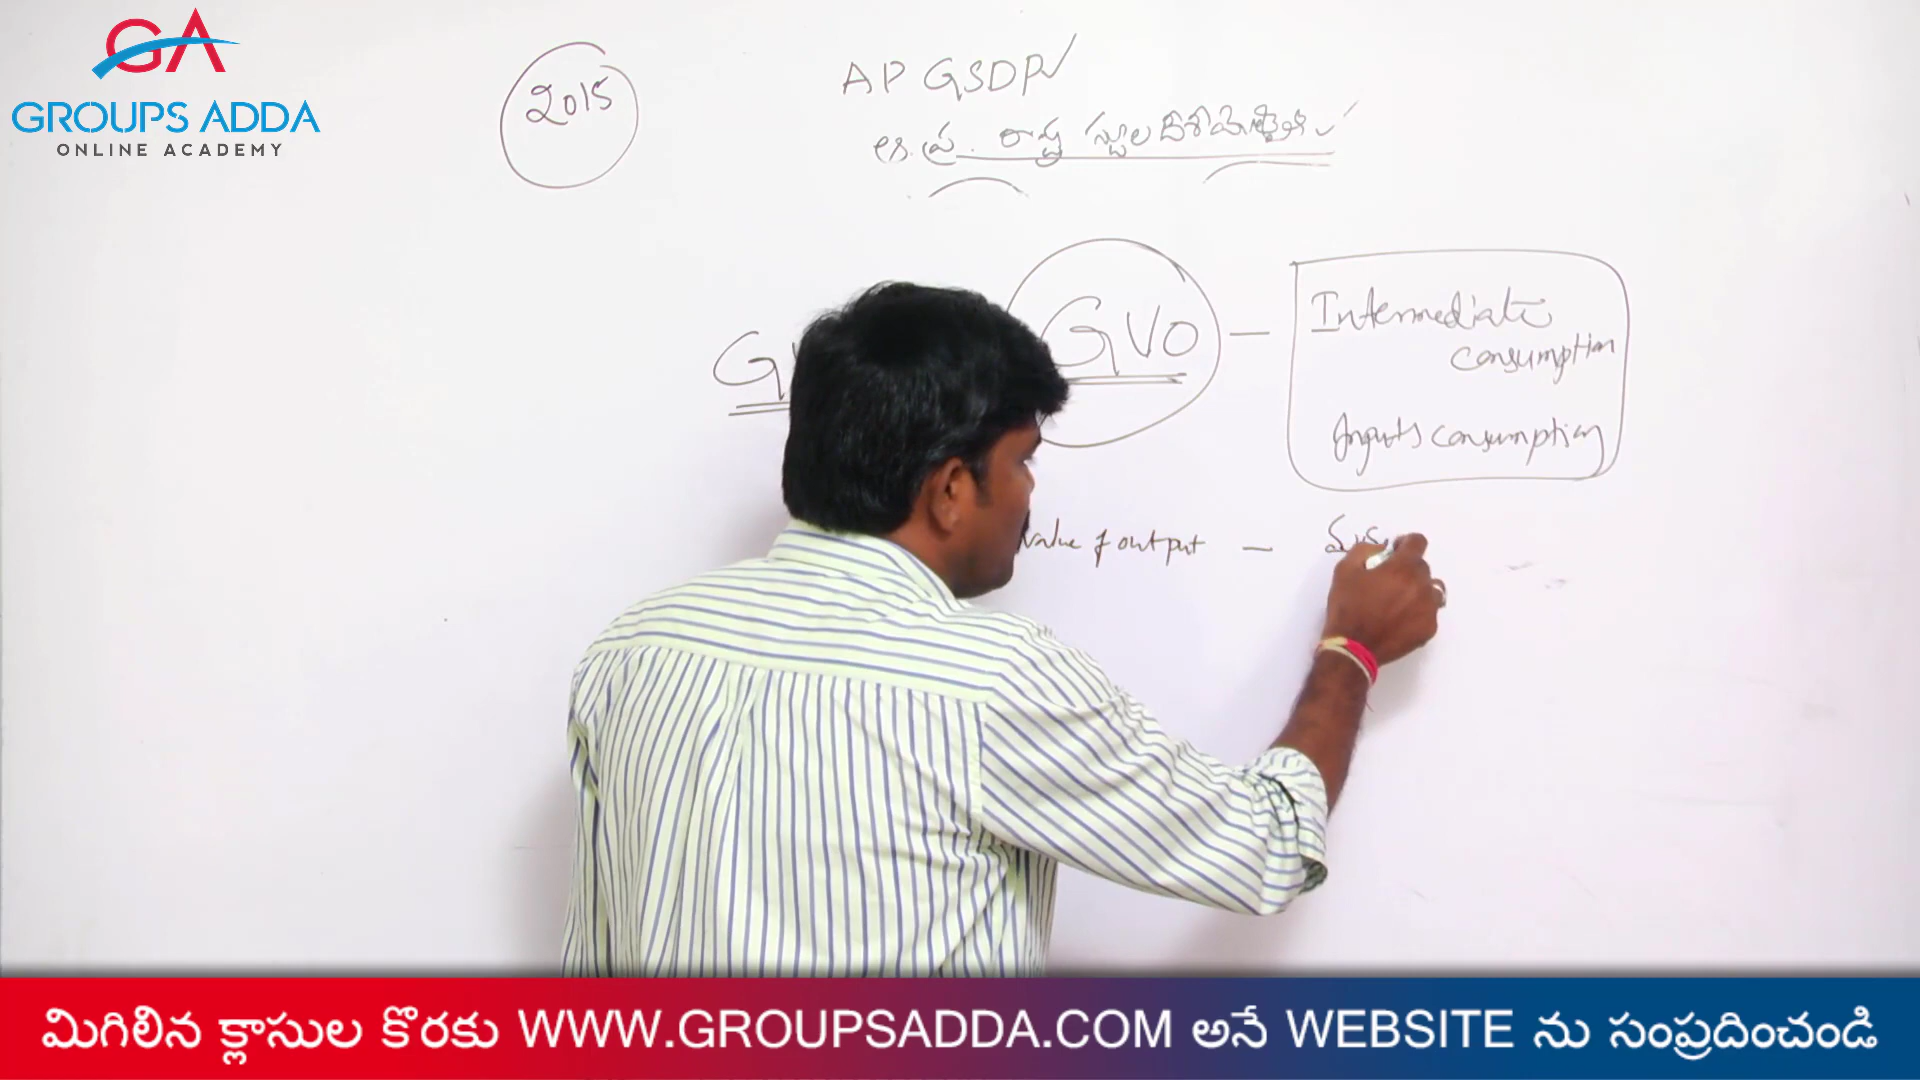 GA
GROUPS ADDA
ONLINE ACADEMY
2015
AP GSDP
ఆ.ప్ర. రాష్ట్ర స్థూల
G
GVO –
Intermediate
consumption
Inputs consumption
value of output –
మిగిలిన క్లాసుల కొరకు WWW.GROUPSADDA.COM అనే WEBSITE ను సంప్రదించండి